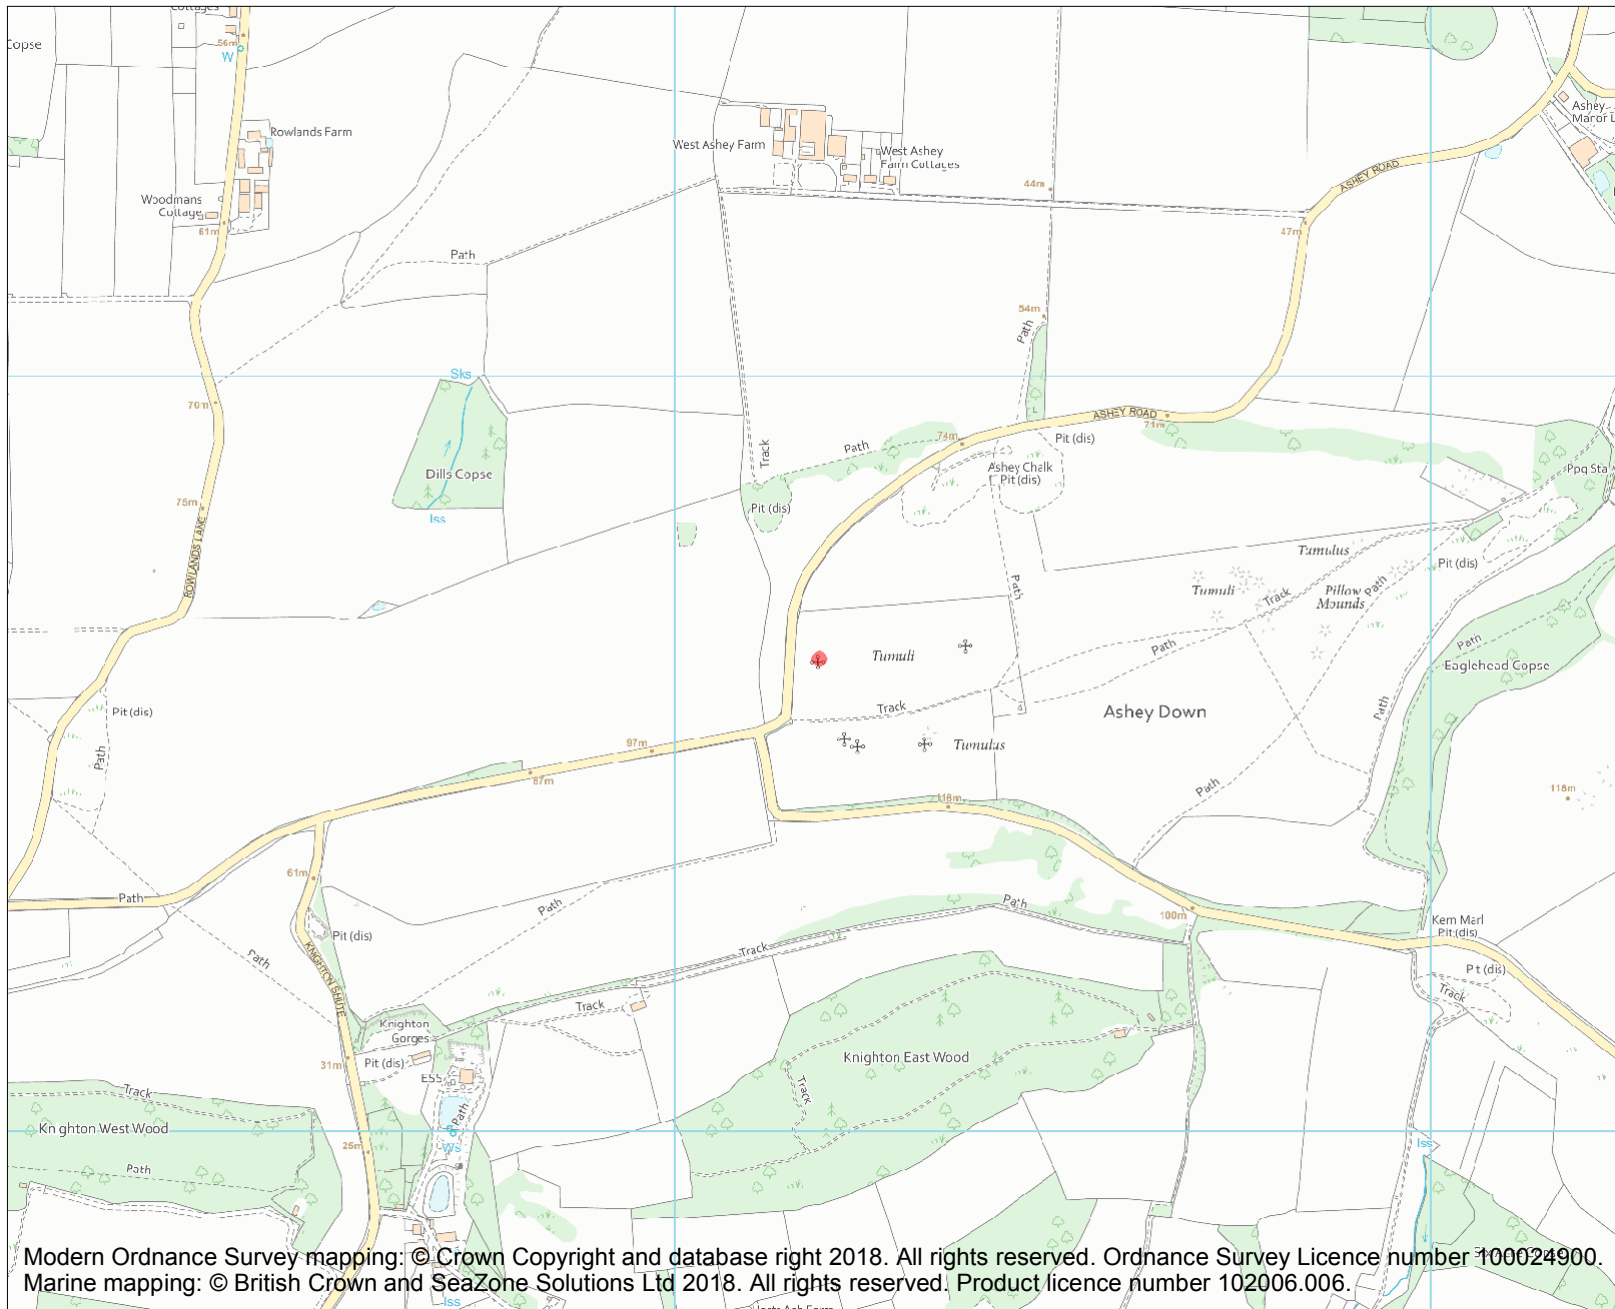 Cottages
Copse
56m
W
Rowlands Farm
Woodmans
Cottage
61m
West Ashey Farm
West Ashey
Farm Cottages
44m
ASHEY ROAD
Ashey
Manor L
47m
Path
54m
Path
Sks
70m
Dills Copse
75m
Iss
ROWLANDS LANE
Track
Path
74m
ASHEY ROAD
71m
Pit (dis)
Ashey Chalk
Pit (dis)
Pit (dis)
Ppg Sta
Tumulus
Pit (dis)
Tumuli
Pillow
Mounds
Path
Track
Path
Path
Path
Eaglehead Copse
Tumuli
Track
Ashey Down
Path
Pit (dis)
Path
97m
87m
Tumulus
Path
118m
118m
61m
Path
Path
Path
100m
Kern Marl
Pit (dis)
Pit (dis)
Path
KNIGHTON SHUTE
Pit (dis)
Track
Track
Track
Knighton
Gorges
Pit (dis)
31m
ESS
Path
Knighton East Wood
Track
Track
Knighton West Wood
25m
Ws
Iss
Path
Modern Ordnance Survey mapping: © Crown Copyright and database right 2018. All rights reserved. Ordnance Survey Licence number 100024900.
Marine mapping: © British Crown and SeaZone Solutions Ltd 2018. All rights reserved. Product licence number 102006.006.
Iss